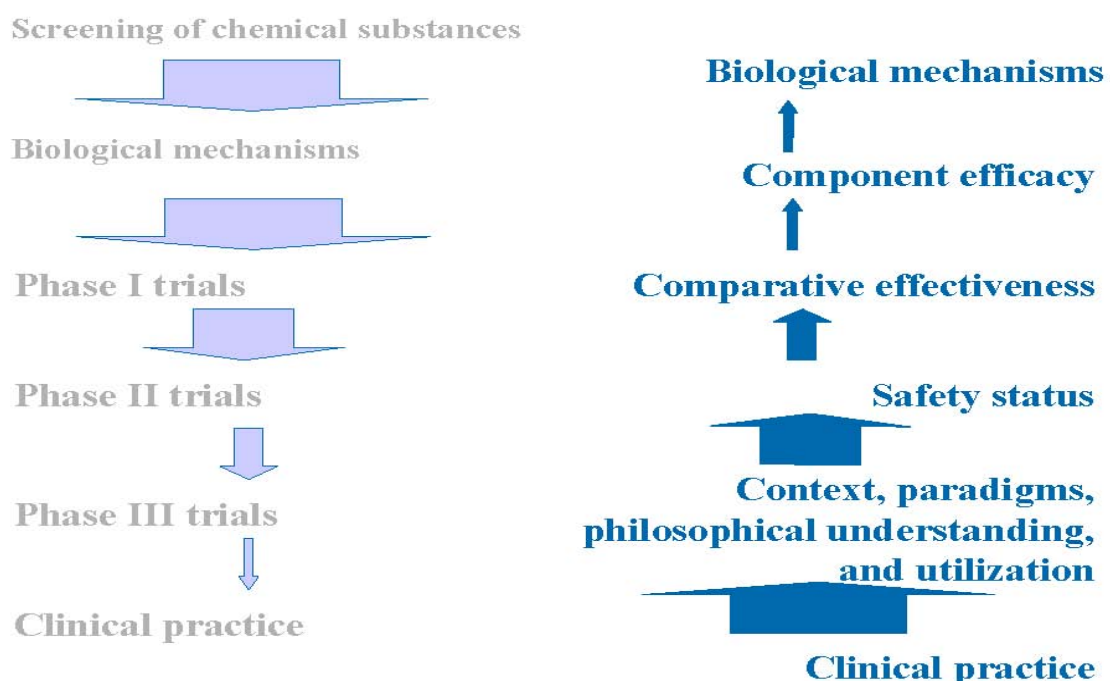 Screening of chemical substances
Biological mechanisms
Phase I trials
Phase II trials
Phase III trials
Clinical practice
Biological mechanisms
Component efficacy
Comparative effectiveness
Safety status
Context, paradigms,
philosophical understanding,
and utilization
Clinical practice